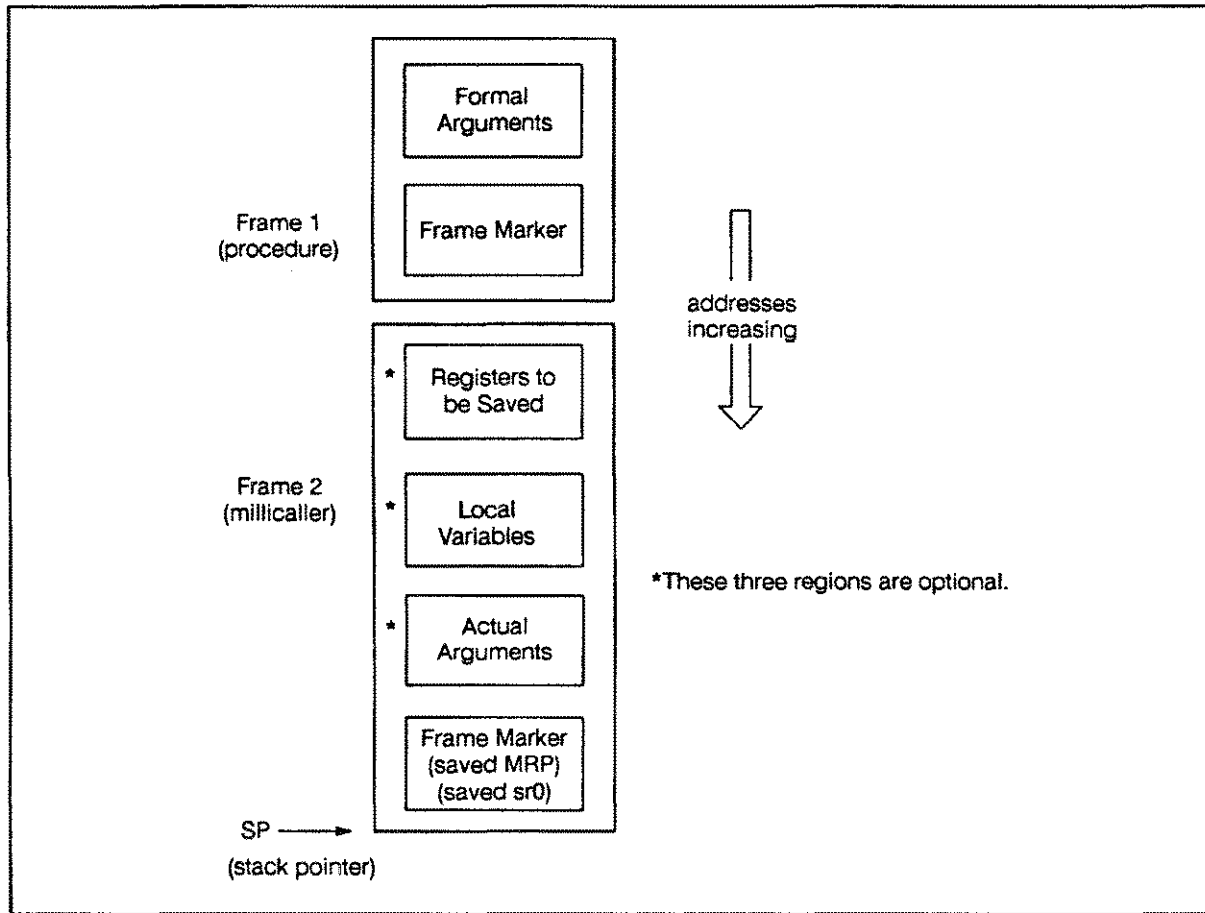 Formal
Arguments
Frame Marker
Frame 1
(procedure)
addresses
increasing
* Registers to
be Saved
Frame 2
(millicaller)
* Local
Variables
*These three regions are optional.
* Actual
Arguments
Frame Marker
(saved MRP)
(saved sr0)
SP
(stack pointer)